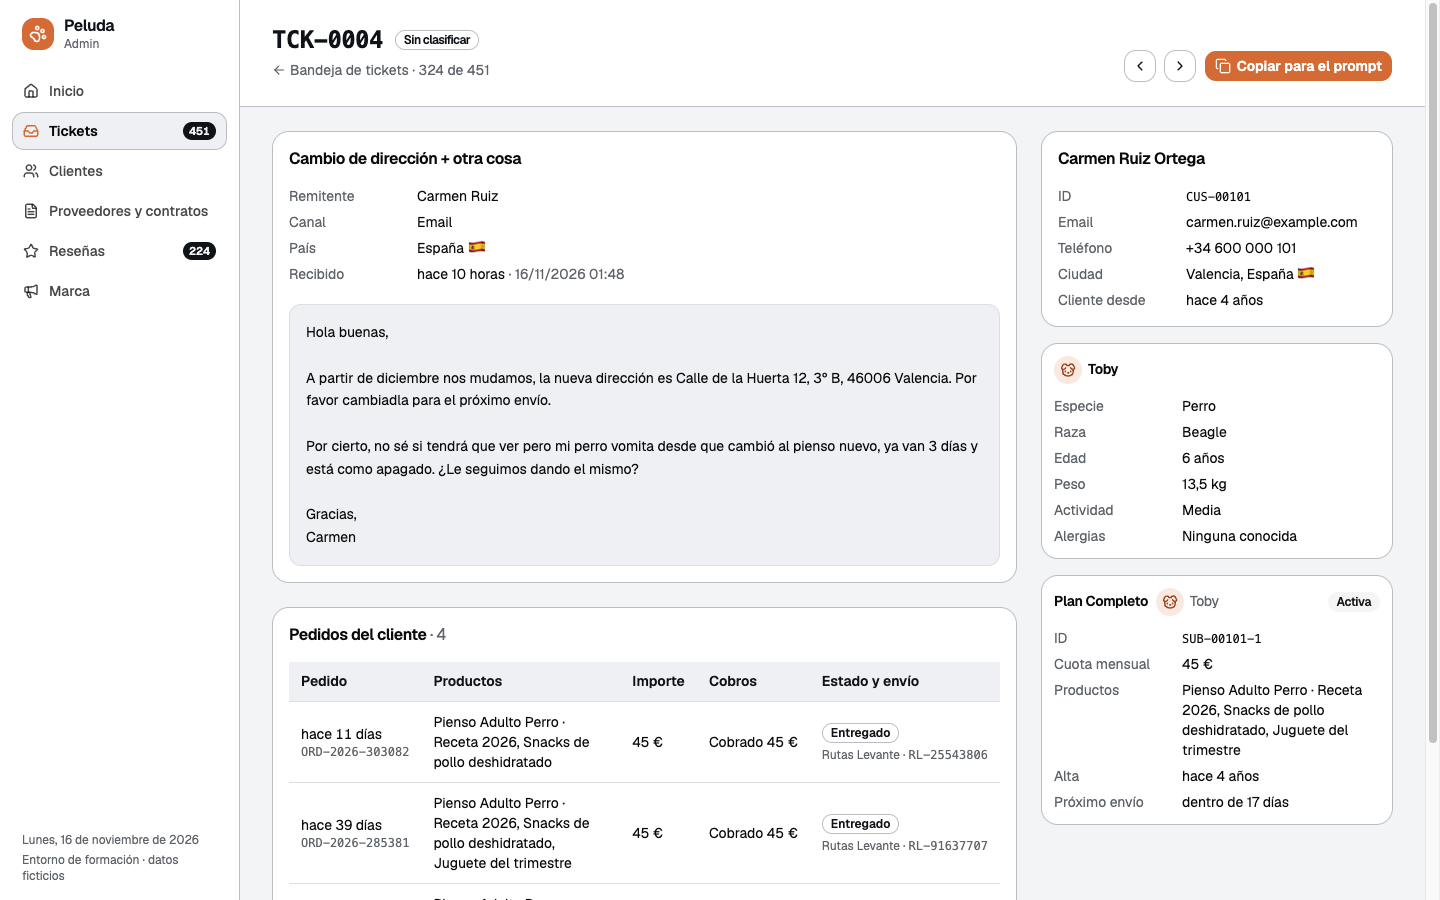 Peluda
Admin
Inicio
Tickets 451
Clientes
Proveedores y contratos
Reseñas 224
Marca
Lunes, 16 de noviembre de 2026
Entorno de formación · datos
ficticios
TCK-0004 Sin clasificar
← Bandeja de tickets · 324 de 451
Copiar para el prompt
Cambio de dirección + otra cosa
Remitente Carmen Ruiz
Canal Email
País España 🇪🇸
Recibido hace 10 horas · 16/11/2026 01:48
Hola buenas,
A partir de diciembre nos mudamos, la nueva dirección es Calle de la Huerta 12, 3º B, 46006 Valencia. Por
favor cambiadla para el próximo envío.
Por cierto, no sé si tendrá que ver pero mi perro vomita desde que cambió al pienso nuevo, ya van 3 días y
está como apagado. ¿Le seguimos dando el mismo?
Gracias,
Carmen
Pedidos del cliente · 4
Pedido Productos Importe Cobros Estado y envío
hace 11 días
ORD-2026-303082
Pienso Adulto Perro ·
Receta 2026, Snacks de
pollo deshidratado
45 €
Cobrado 45 €
Entregado
Rutas Levante · RL-25543806
hace 39 días
ORD-2026-285381
Pienso Adulto Perro ·
Receta 2026, Snacks de
pollo deshidratado,
Juguete del trimestre
45 €
Cobrado 45 €
Entregado
Rutas Levante · RL-91637707
Carmen Ruiz Ortega
ID CUS-00101
Email carmen.ruiz@example.com
Teléfono +34 600 000 101
Ciudad Valencia, España 🇪🇸
Cliente desde hace 4 años
Toby
Especie Perro
Raza Beagle
Edad 6 años
Peso 13,5 kg
Actividad Media
Alergias Ninguna conocida
Plan Completo Toby Activa
ID SUB-00101-1
Cuota mensual 45 €
Productos Pienso Adulto Perro · Receta
2026, Snacks de pollo
deshidratado, Juguete del
trimestre
Alta hace 4 años
Próximo envío dentro de 17 días